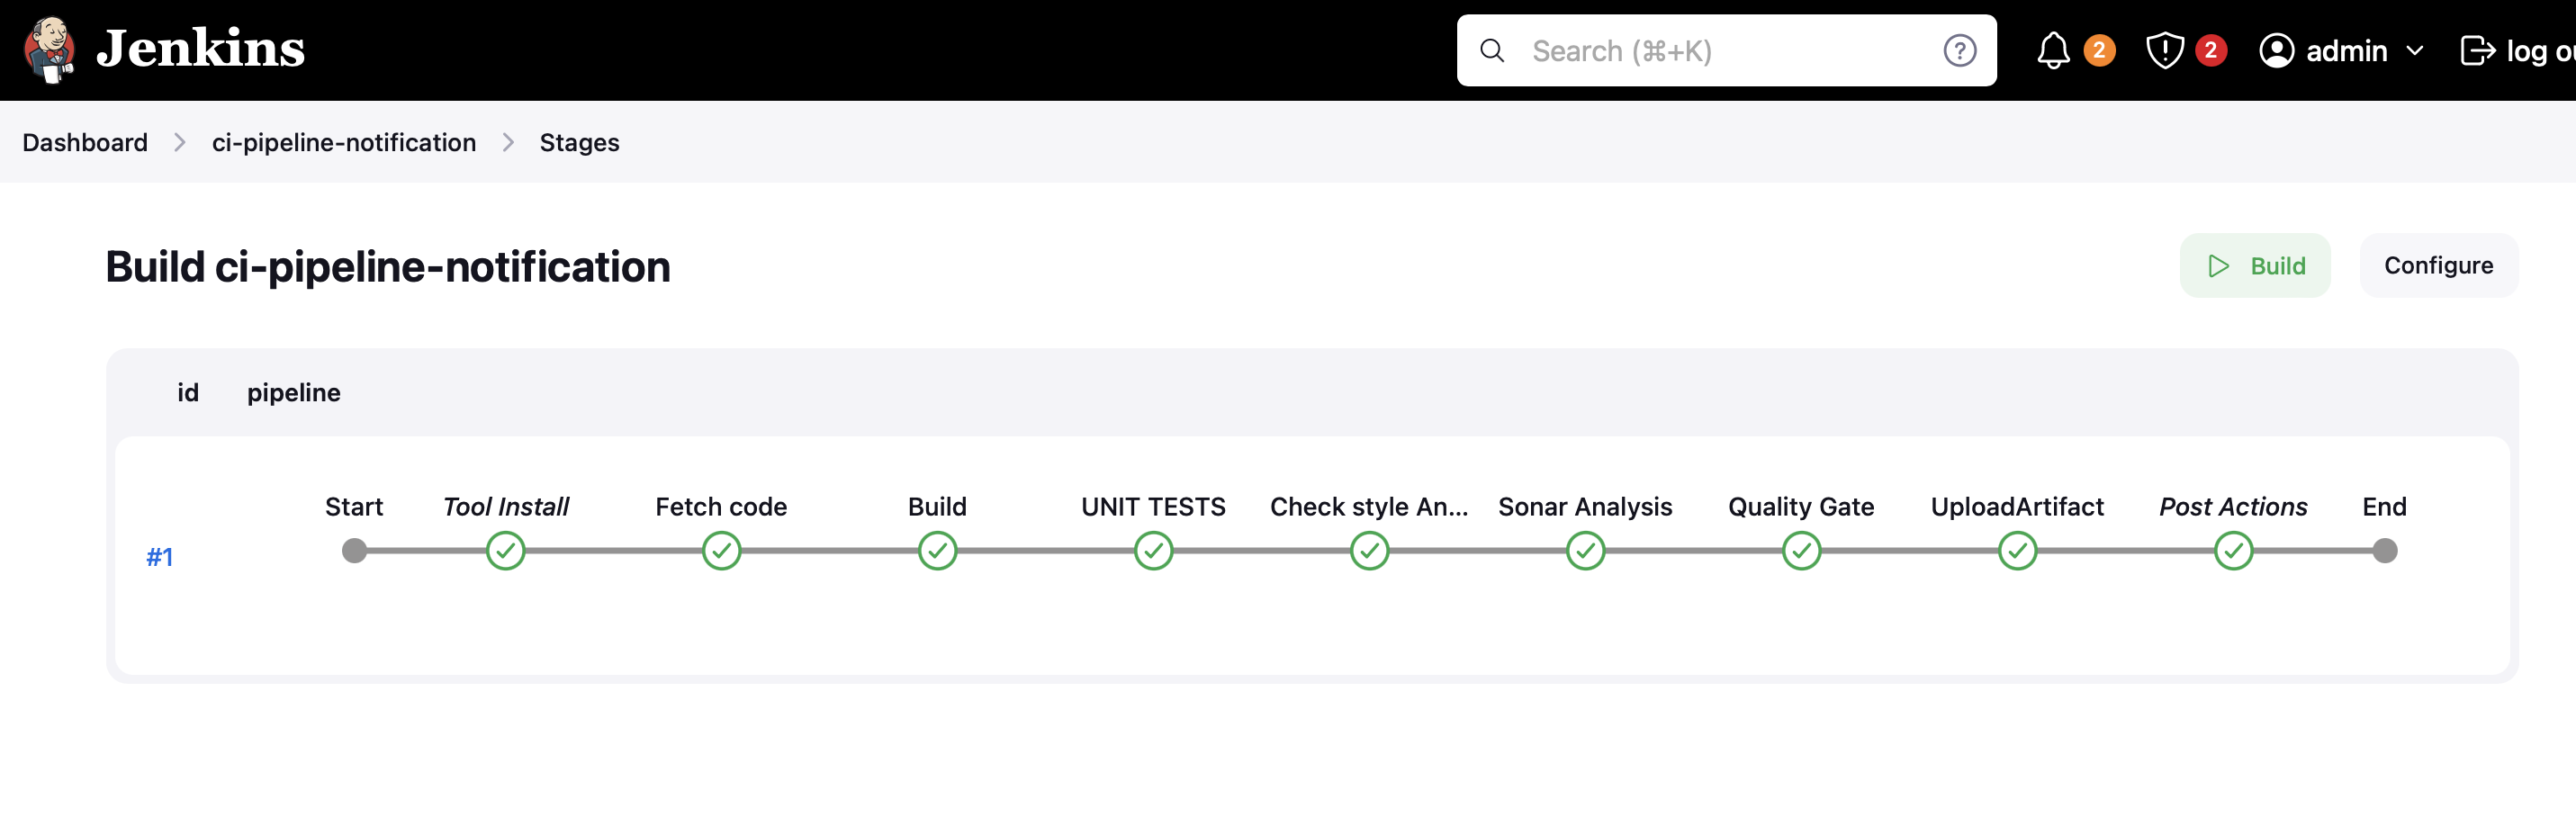 Jenkins
Search (⌘+K)
?
2
2
admin
log ou
Dashboard > ci-pipeline-notification > Stages
Build ci-pipeline-notification
Build
Configure
id pipeline
Start Tool Install Fetch code Build UNIT TESTS Check style An... Sonar Analysis Quality Gate UploadArtifact Post Actions End
#1